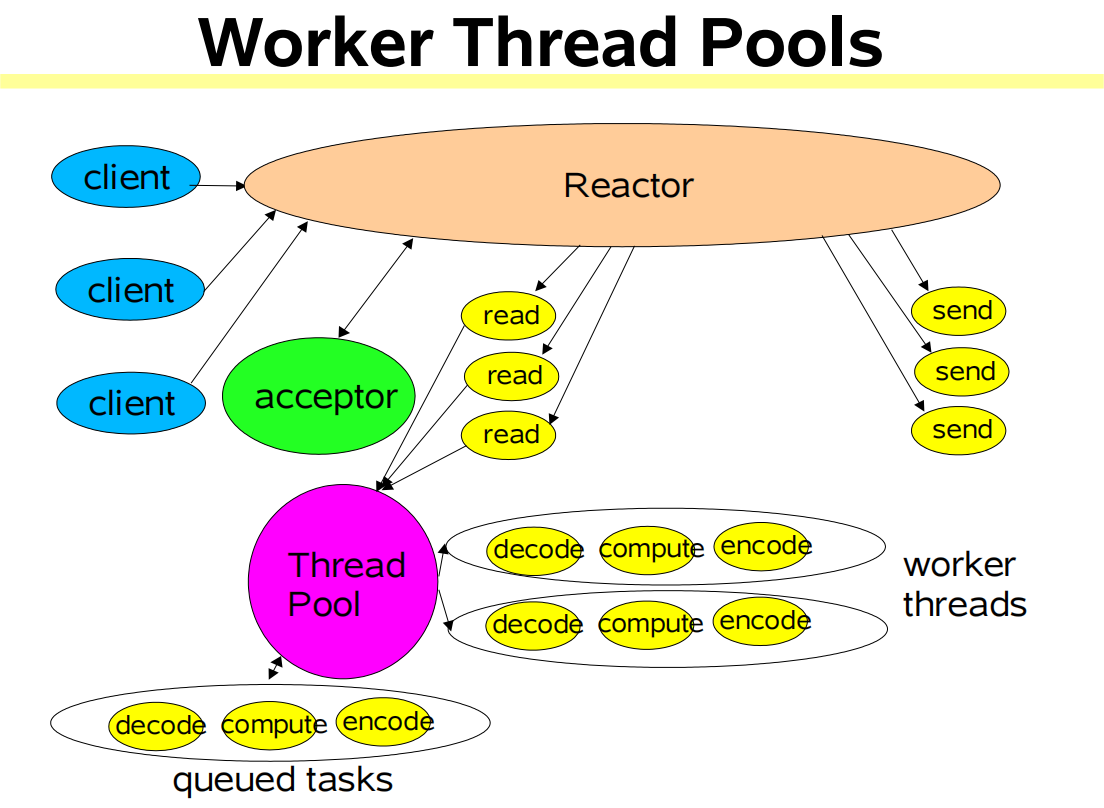 Worker Thread Pools
client
Reactor
client
client
acceptor
read
read
read
send
send
send
Thread
Pool
decode compute encode
decode compute encode
worker
threads
decode compute encode
queued tasks